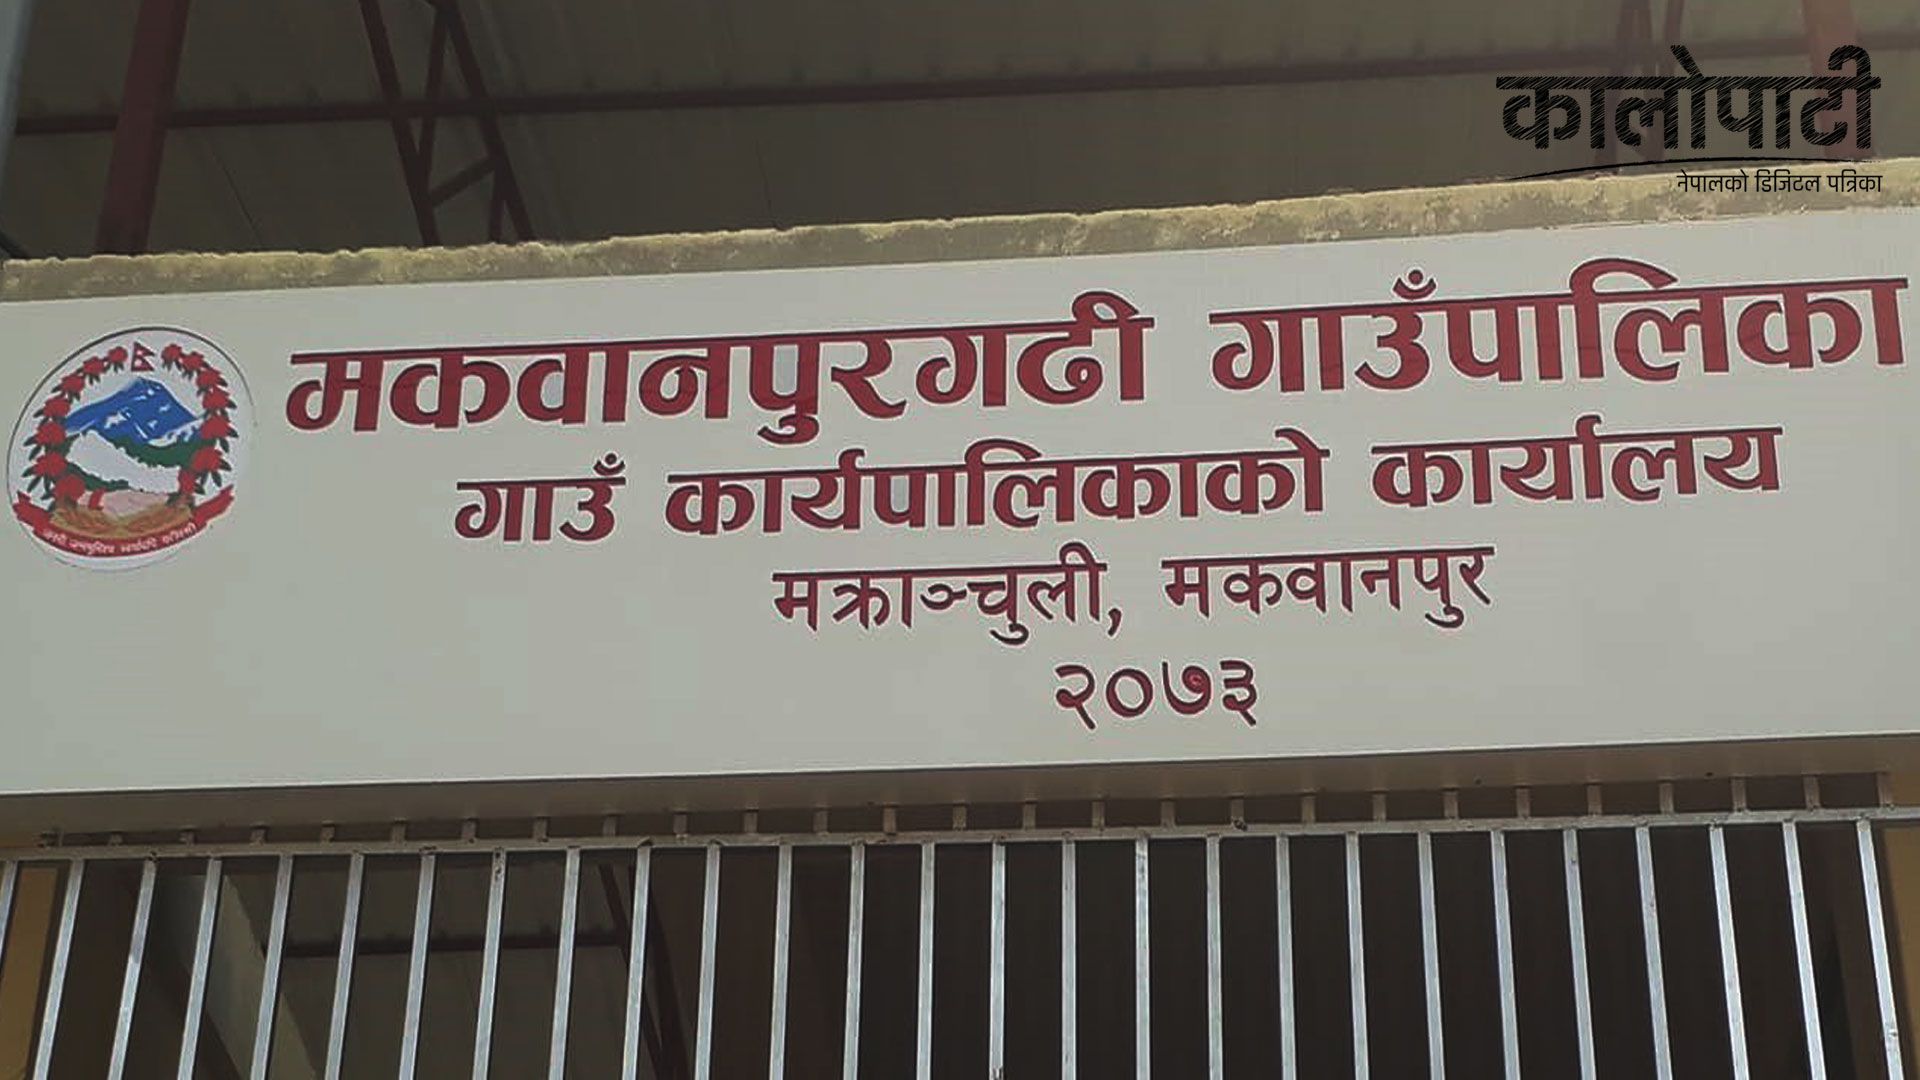 कालोपाटी
नेपालको डिजिटल पत्रिका
मकवानपुरगढी गाउँपालिका
गाउँ कार्यपालिकाको कार्यालय
मक्राञ्चुली, मकवानपुर
२०७३